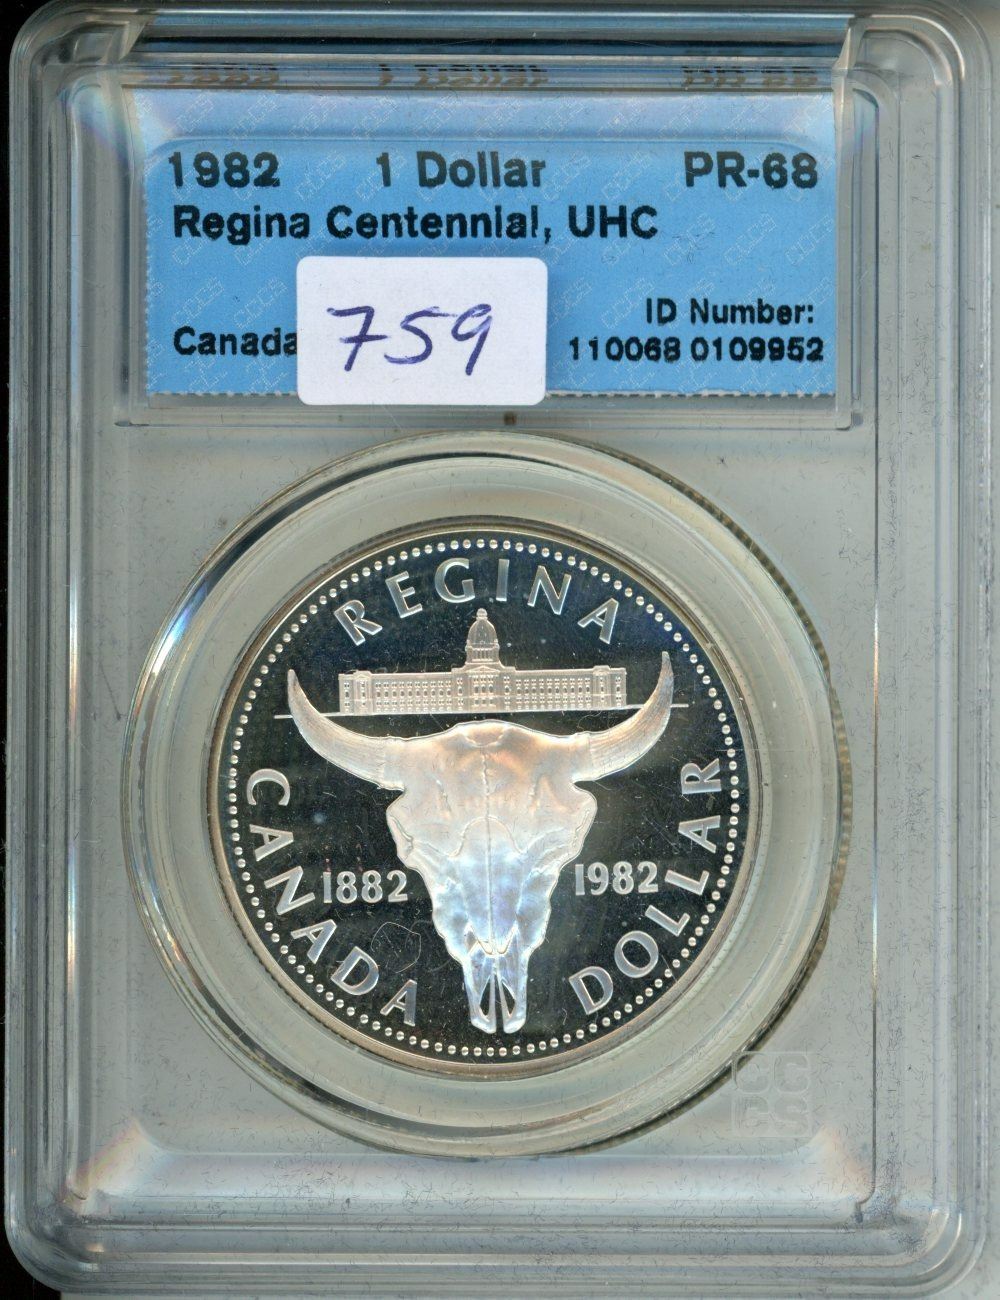 1982 1 Dollar PR-68
Regina Centennial, UHC
ID Number:
Canada 110068 0109952
759
REGINA
CANADA
DOLLAR
1882 1982
CCCS